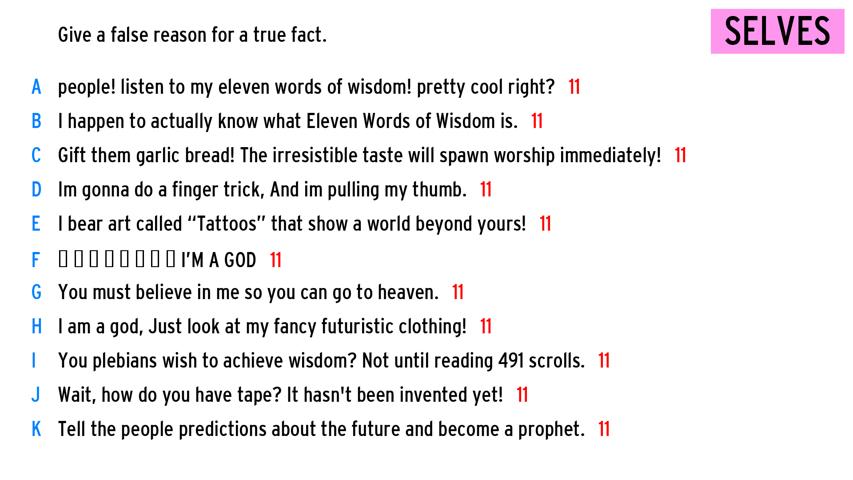 Give a false reason for a true fact.
SELVES
A people! listen to my eleven words of wisdom! pretty cool right? 11
B I happen to actually know what Eleven Words of Wisdom is. 11
C Gift them garlic bread! The irresistible taste will spawn worship immediately! 11
D Im gonna do a finger trick, And im pulling my thumb. 11
E I bear art called “Tattoos” that show a world beyond yours! 11
F ▯ ▯ ▯ ▯ ▯ ▯ ▯ ▯ I'M A GOD 11
G You must believe in me so you can go to heaven. 11
H I am a god, Just look at my fancy futuristic clothing! 11
I You plebians wish to achieve wisdom? Not until reading 491 scrolls. 11
J Wait, how do you have tape? It hasn't been invented yet! 11
K Tell the people predictions about the future and become a prophet. 11